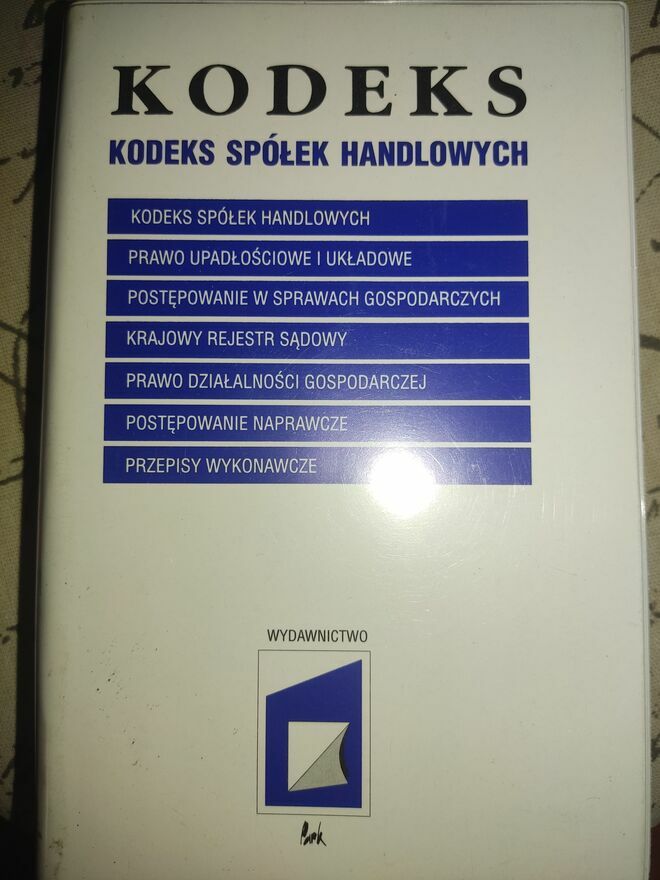 KODEKS
KODEKS SPÓŁEK HANDLOWYCH
KODEKS SPÓŁEK HANDLOWYCH
PRAWO UPADŁOŚCIOWE I UKŁADOWE
POSTĘPOWANIE W SPRAWACH GOSPODARCZYCH
KRAJOWY REJESTR SĄDOWY
PRAWO DZIAŁALNOŚCI GOSPODARCZEJ
POSTĘPOWANIE NAPRAWCZE
PRZEPISY WYKONAWCZE
WYDAWNICTWO
Park